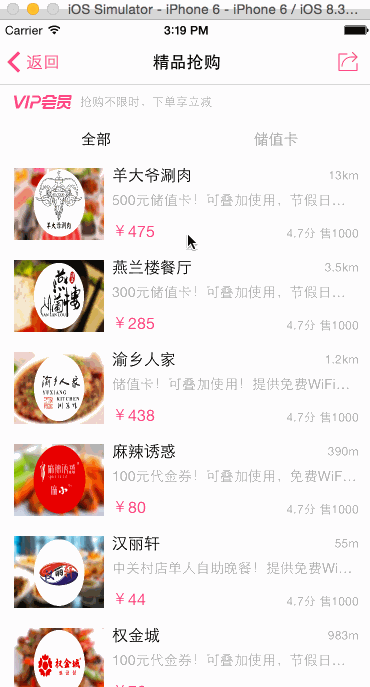 iOS Simulator - iPhone 6 - iPhone 6 / iOS 8.3...
Carrier 3:19 PM
返回 精品抢购
VIP会员 抢购不限时，下单享立减
全部 储值卡
羊大爷涮肉 13km
500元储值卡！可叠加使用，节假日...
￥475 4.7分 售1000
燕兰楼餐厅 3.5km
300元储值卡！可叠加使用，节假日...
￥285 4.7分 售1000
渝乡人家 1.2km
储值卡！可叠加使用！提供免费WiFi...
￥438 4.7分 售1000
麻辣诱惑 390m
100元代金券！可叠加使用，免费WiF...
￥80 4.7分 售1000
汉丽轩 55m
中关村店单人自助晚餐！提供免费Wi...
￥44 4.7分 售1000
权金城 983m
100元代金券！可叠加使用，节假日...